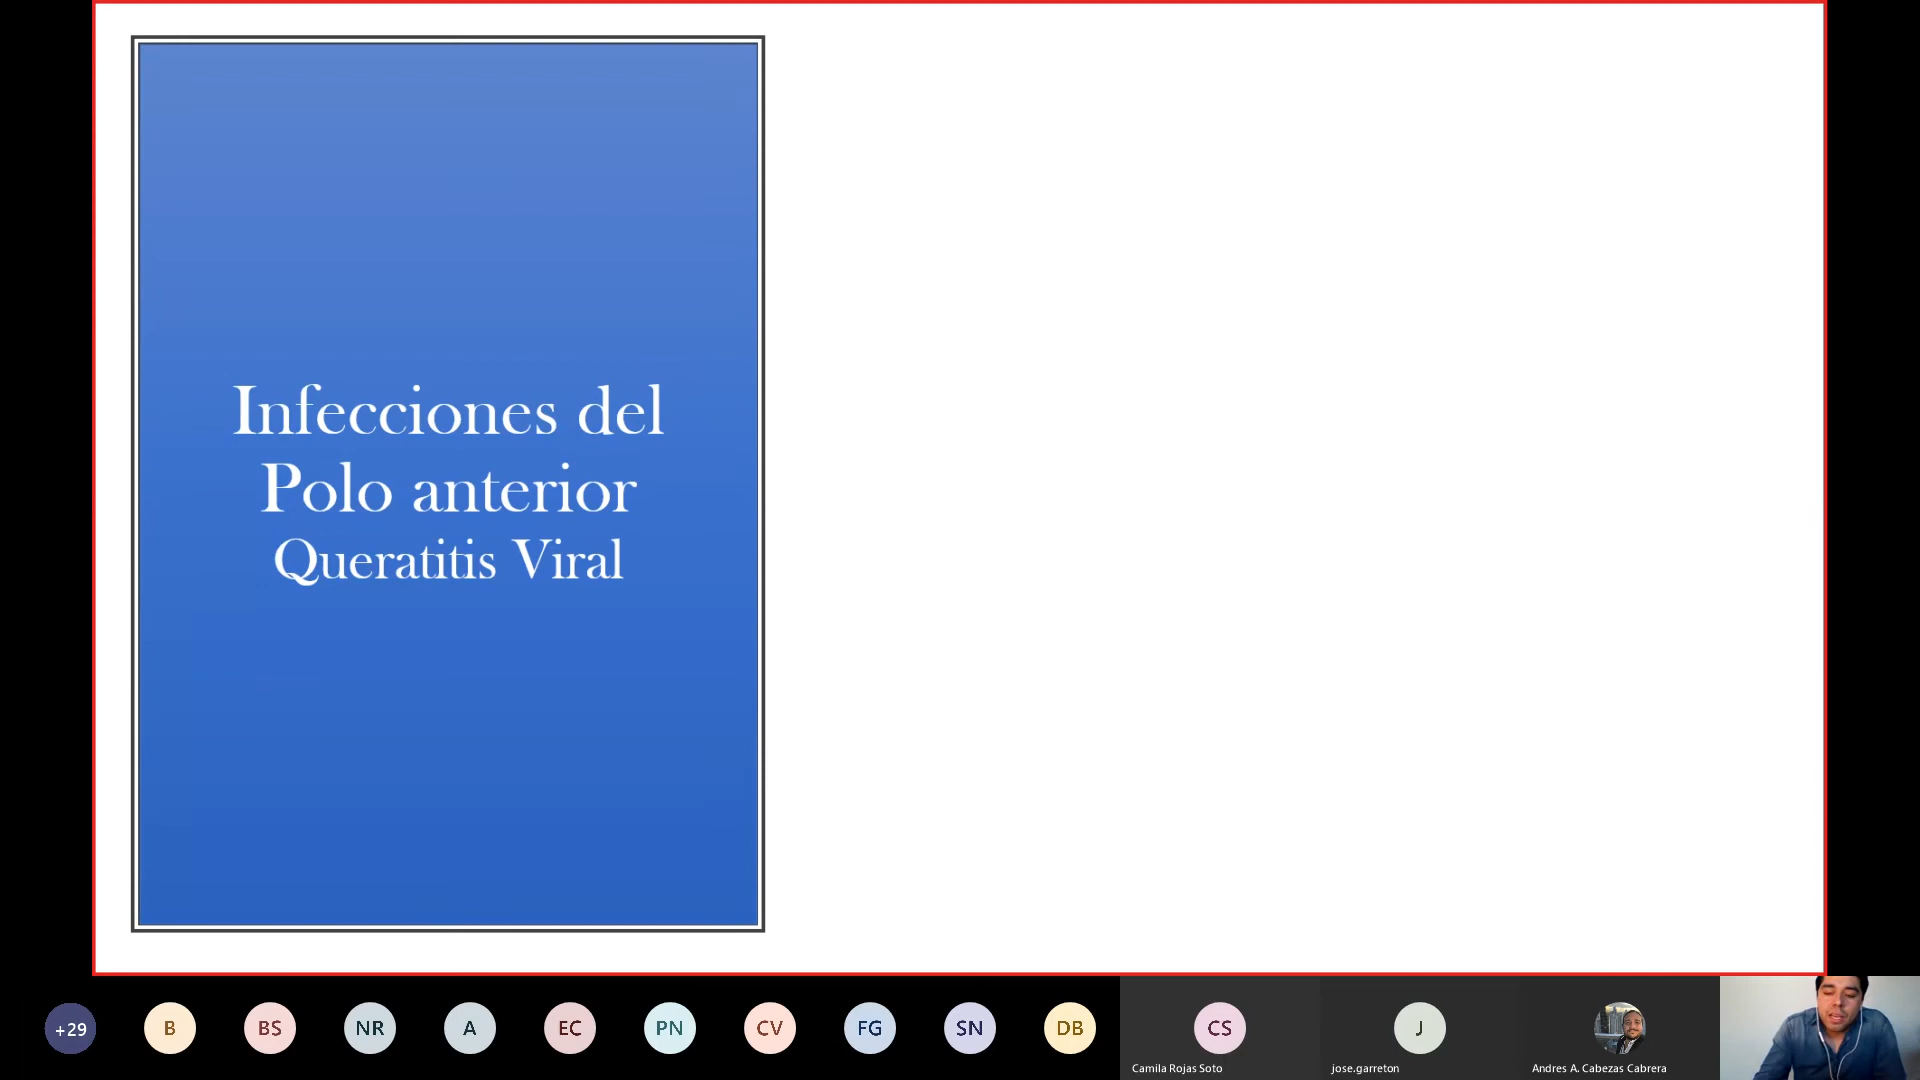 Infecciones del
Polo anterior
Queratitis Viral
+29
B
BS
NR
A
EC
PN
CV
FG
SN
DB
CS
J
Camila Rojas Soto
jose.garreton
Andres A. Cabezas Cabrera